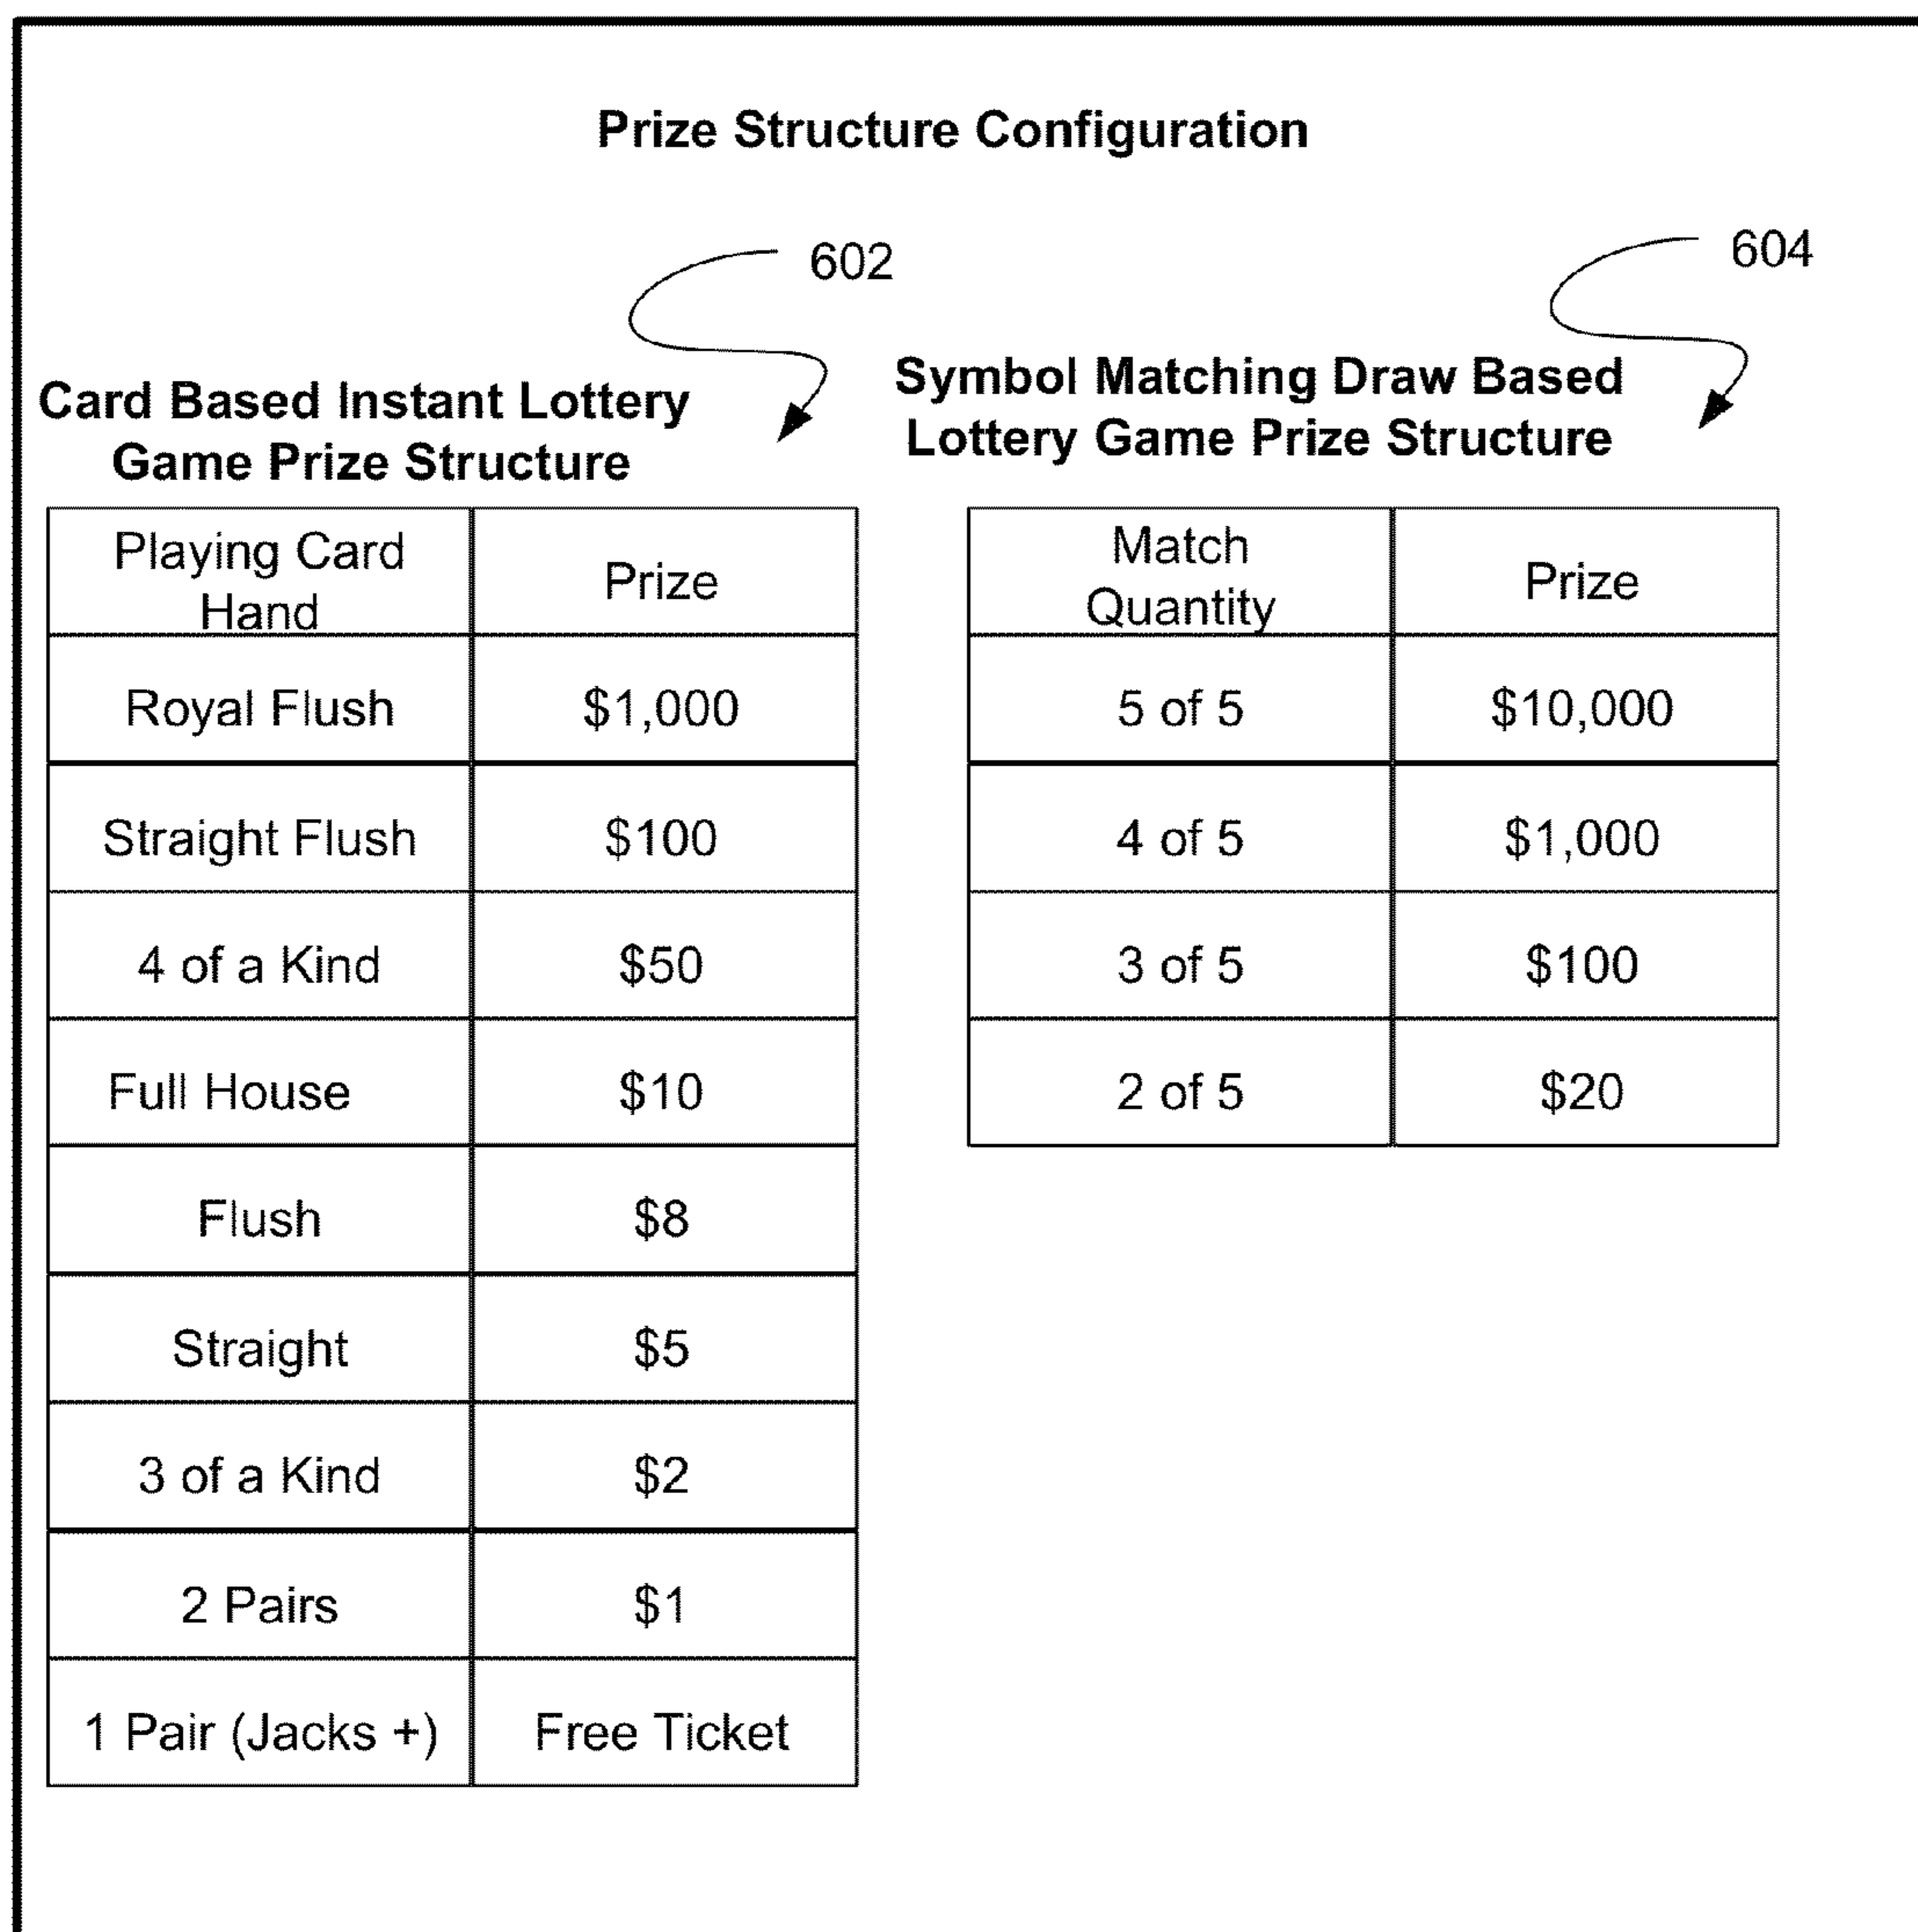 Prize Structure Configuration
602
604
Card Based Instant Lottery
Game Prize Structure
Playing Card
Hand
Prize
Royal Flush $1,000
Straight Flush $100
4 of a Kind $50
Full House $10
Flush $8
Straight $5
3 of a Kind $2
2 Pairs $1
1 Pair (Jacks +) Free Ticket
Symbol Matching Draw Based
Lottery Game Prize Structure
Match
Quantity
Prize
5 of 5 $10,000
4 of 5 $1,000
3 of 5 $100
2 of 5 $20